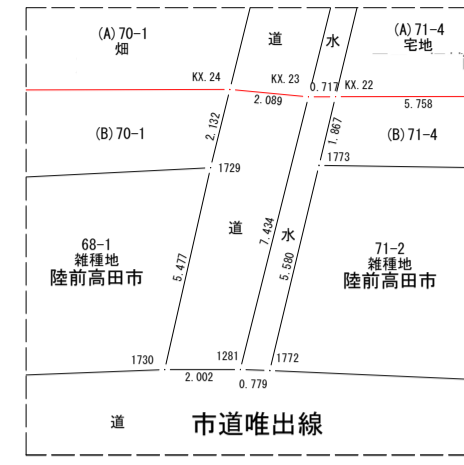 (A)70-1
畑
道
水
(A)71-4
宅地
KX.24
KX.23
0.717
KX.22
2.089
5.758
2.132
1.867
(B)70-1
(B)71-4
1729
1773
道
7.434
水
5.477
5.580
68-1
雑種地
陸前高田市
71-2
雑種地
陸前高田市
1730
1281
1772
2.002
0.779
道
市道唯出線